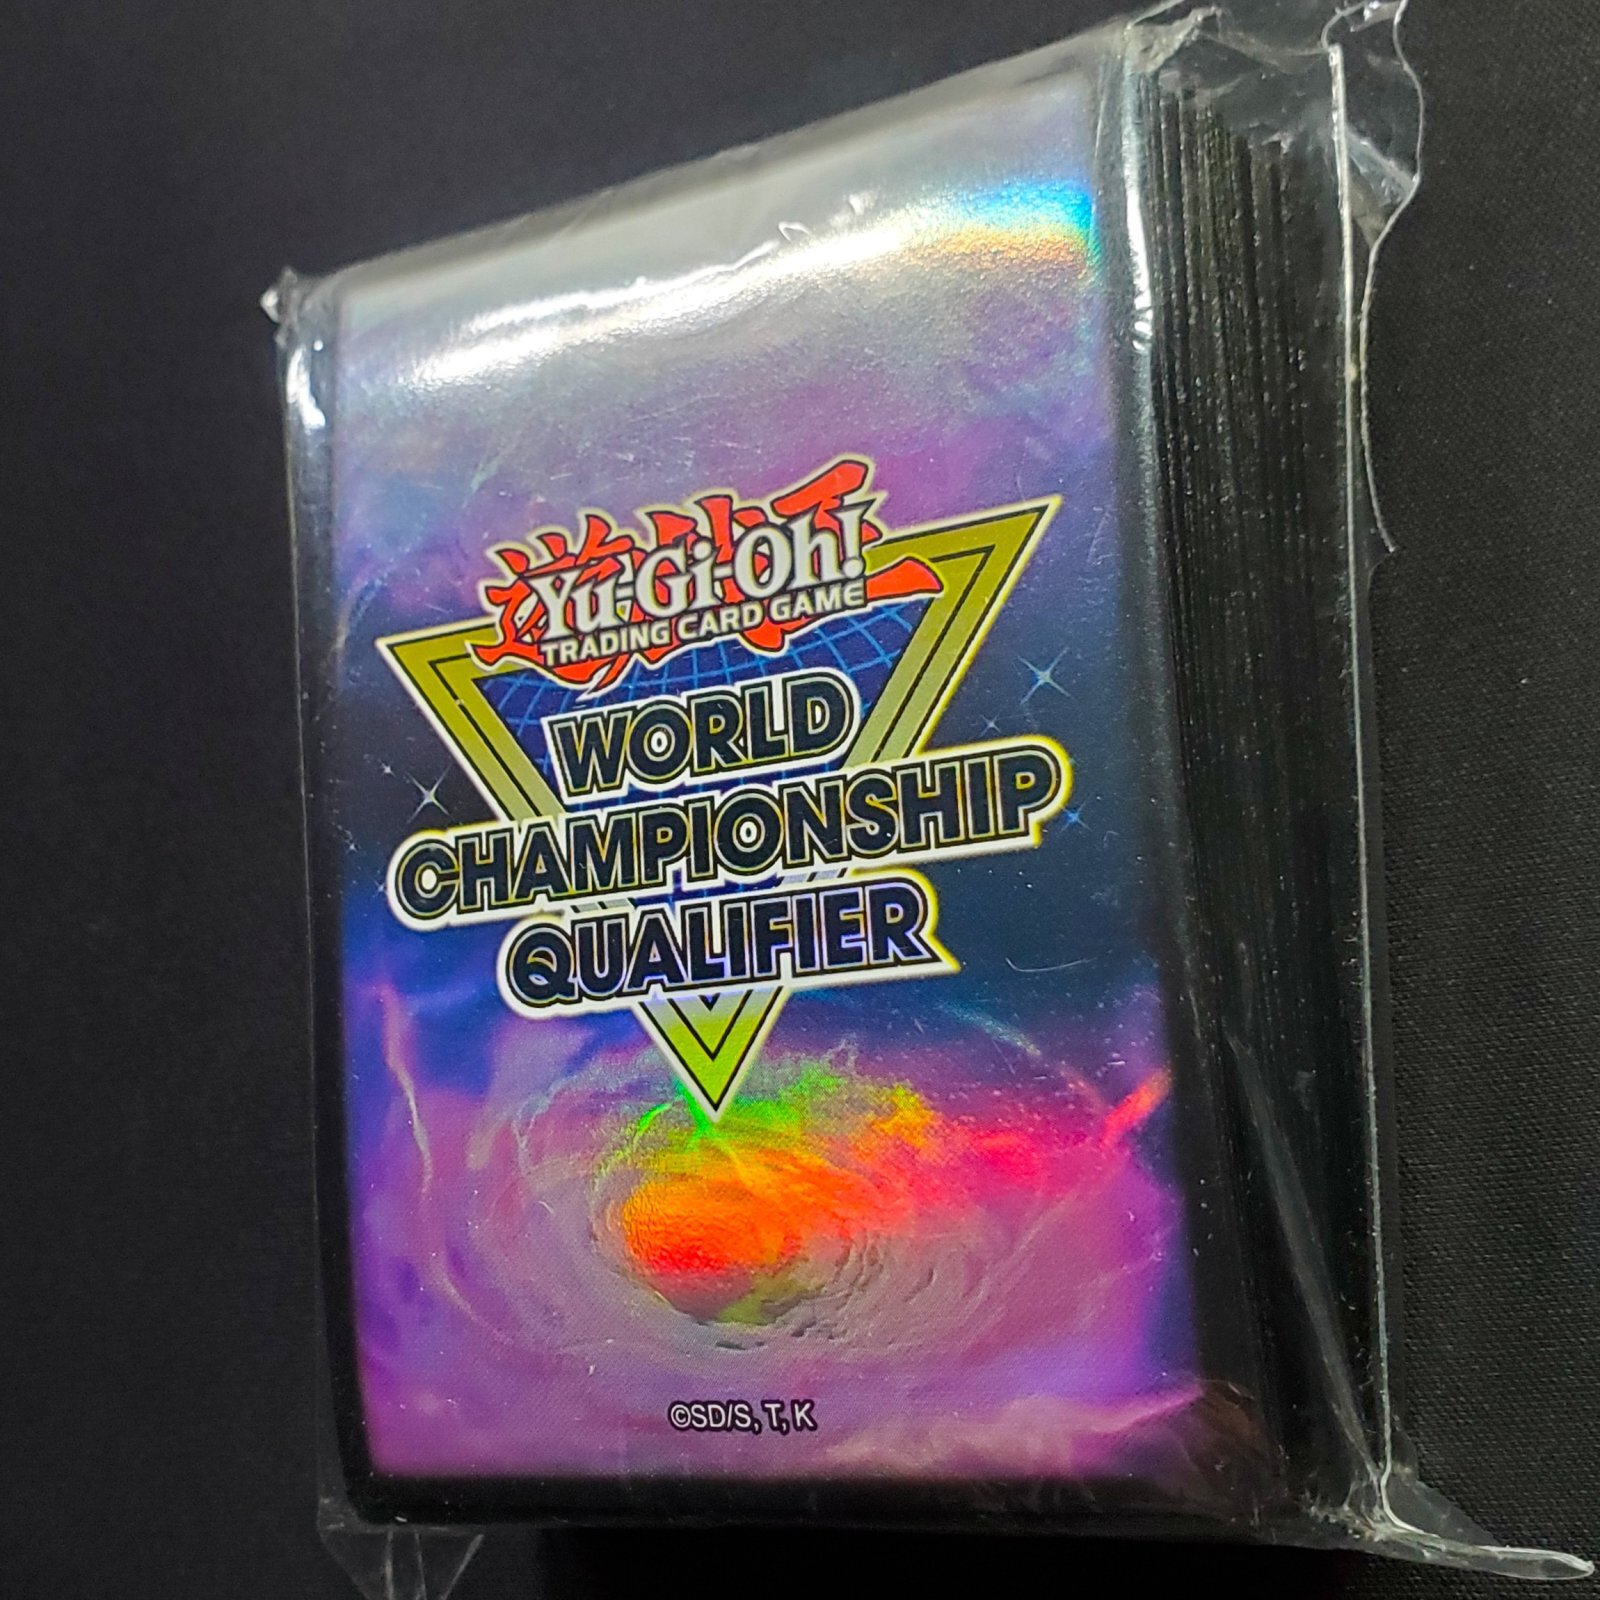 遊戯王
Yu-Gi-Oh!
TRADING CARD GAME
WORLD
CHAMPIONSHIP
QUALIFIER
©SD/S, T, K